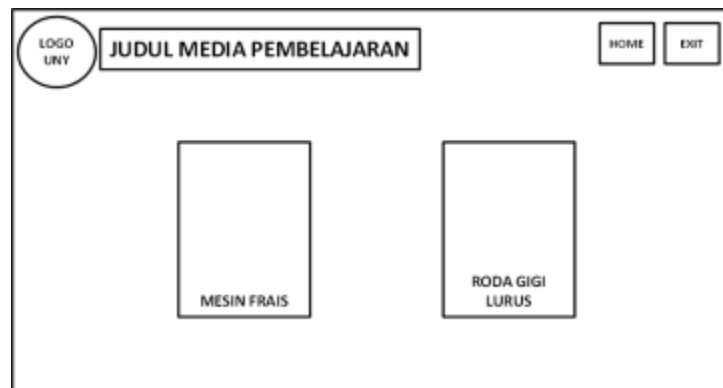 LOGO
UNY
JUDUL MEDIA PEMBELAJARAN
HOME
EXIT
MESIN FRAIS
RODA GIGI
LURUS